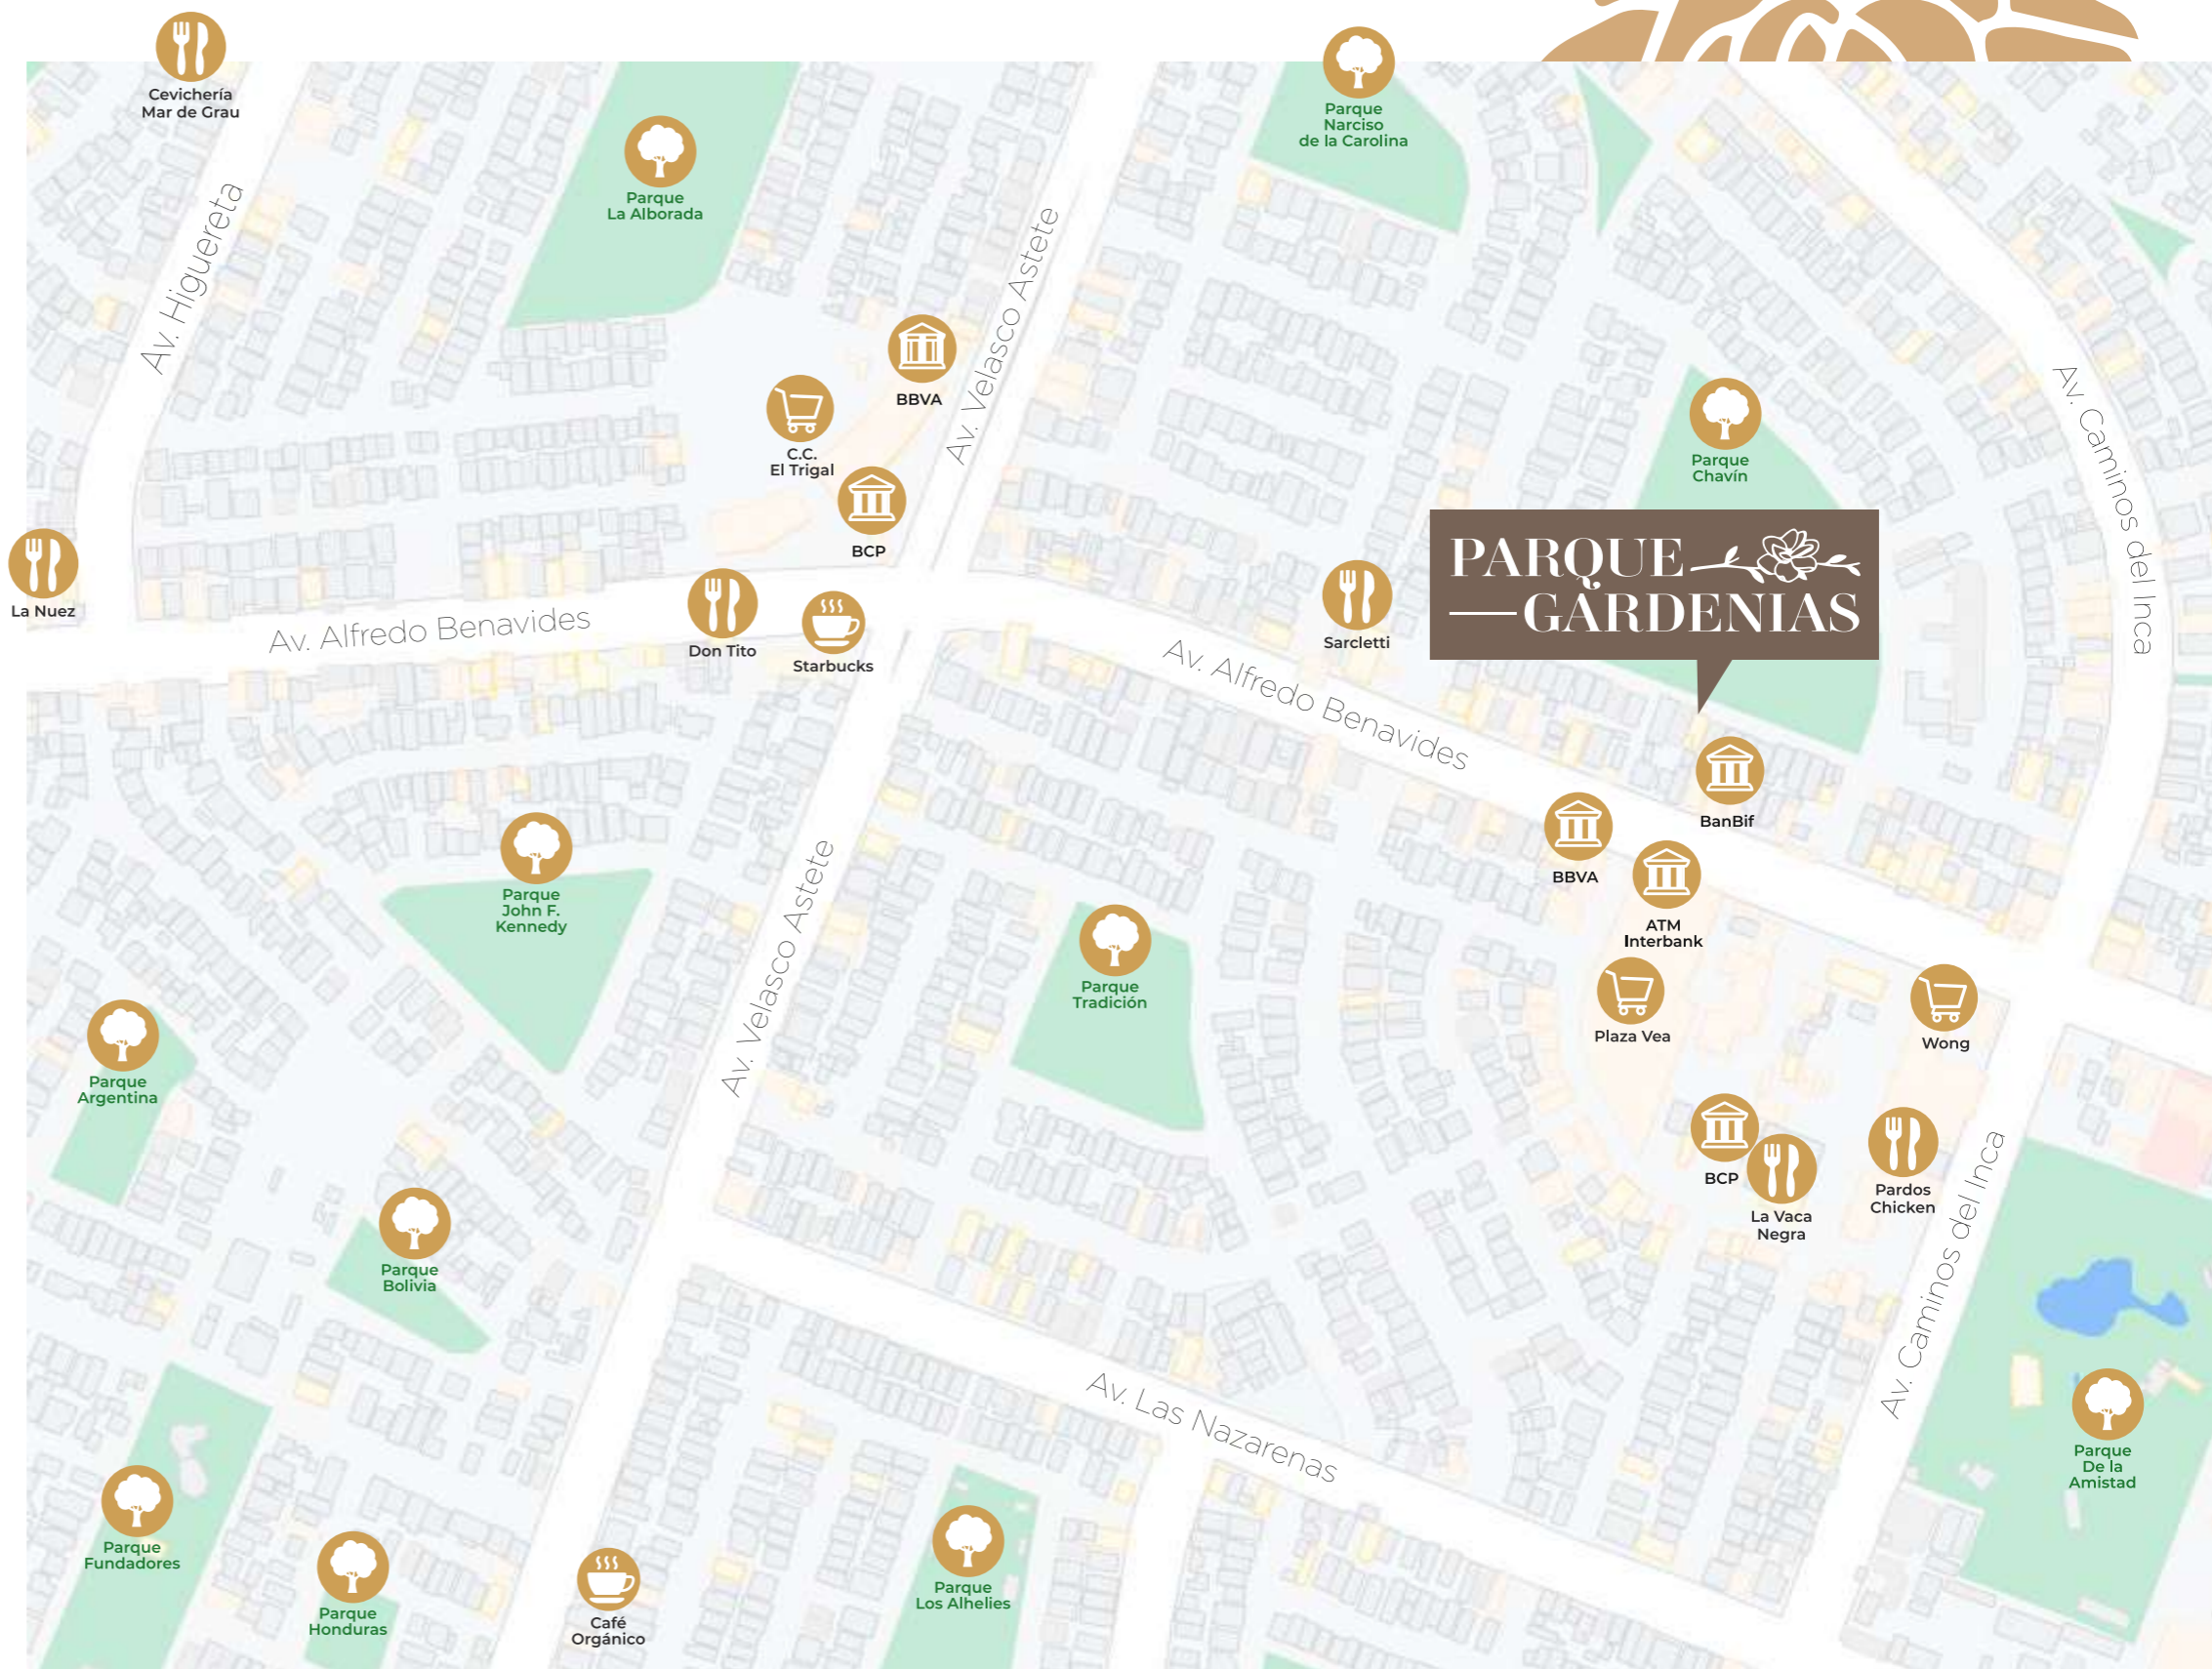 Cevichería
Mar de Grau
Parque
Narciso
de la Carolina
Parque
La Alborada
Av. Higuereta
Av. Velasco Astete
BBVA
C.C.
El Trigal
BCP
Parque
Chavín
Av. Caminos del Inca
PARQUE
GARDENIAS
La Nuez
Av. Alfredo Benavides
Don Tito
Starbucks
Sarcletti
Av. Alfredo Benavides
BanBif
BBVA
ATM
Interbank
Parque
John F.
Kennedy
Av. Velasco Astete
Parque
Tradición
Plaza Vea
Wong
Parque
Argentina
BCP
La Vaca
Negra
Pardos
Chicken
Av. Caminos del Inca
Parque
Bolivia
Av. Las Nazarenas
Parque
De la
Amistad
Parque
Fundadores
Parque
Honduras
Café
Orgánico
Parque
Los Alhelies